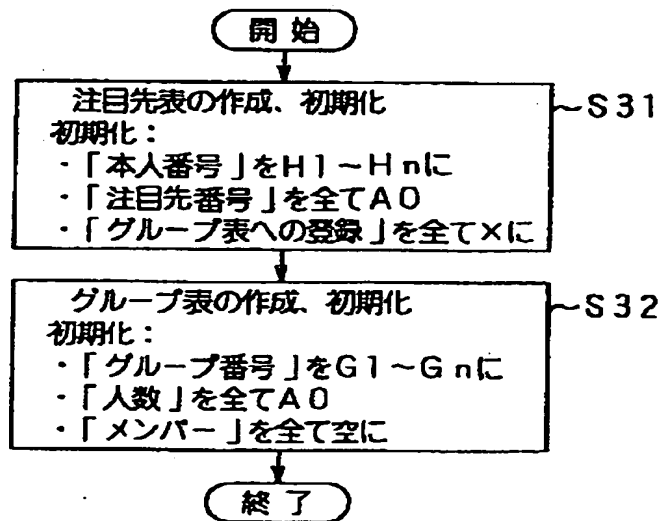 開始
注目先表の作成、初期化
初期化：
・「本人番号」をH1～Hnに
・「注目先番号」を全てA0
・「グループ表への登録」を全て×に
～S31
グループ表の作成、初期化
初期化：
・「グループ番号」をG1～Gnに
・「人数」を全てA0
・「メンバー」を全て空に
～S32
終了